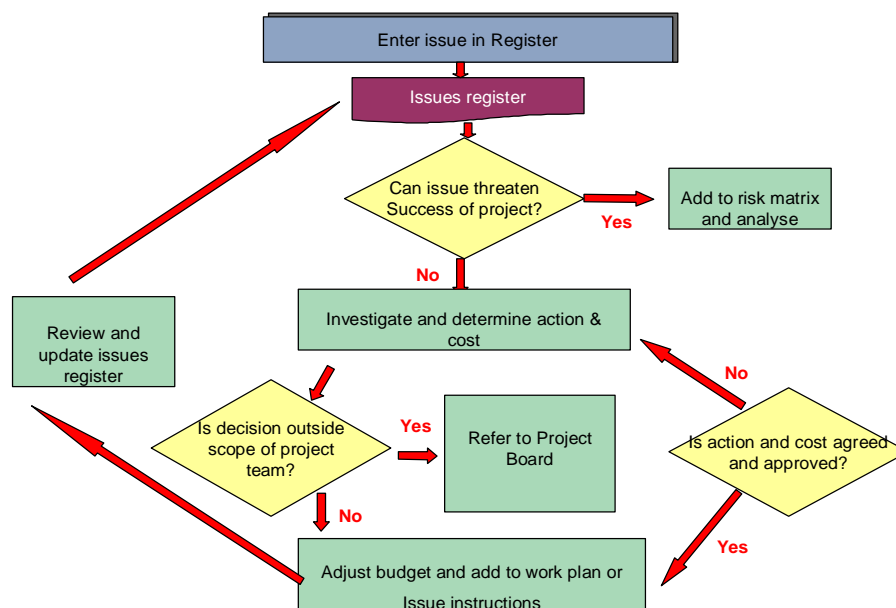 Enter issue in Register
Issues register
Can issue threaten
Success of project?
Yes
Add to risk matrix
and analyse
No
Investigate and determine action &
cost
Review and
update issues
register
No
Is decision outside
scope of project
team?
Yes
Refer to Project
Board
Is action and cost agreed
and approved?
No
Yes
Adjust budget and add to work plan or
Issue instructions